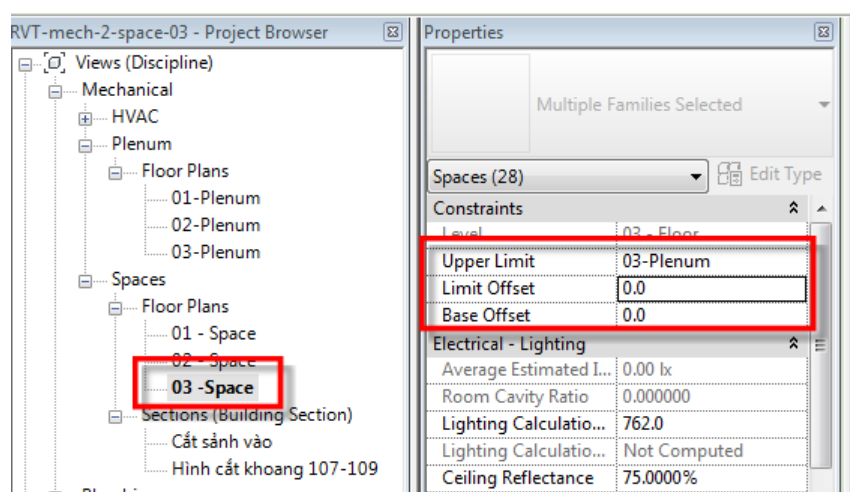 RVT-mech-2-space-03 - Project Browser
Views (Discipline)
Mechanical
HVAC
Plenum
Floor Plans
01-Plenum
02-Plenum
03-Plenum
Spaces
Floor Plans
01 - Space
02 - Space
03 -Space
Sections (Building Section)
Cắt sảnh vào
Hình cắt khoang 107-109
Properties
Multiple Families Selected
Spaces (28)
Edit Type
Constraints
Level 03 - Floor
Upper Limit 03-Plenum
Limit Offset 0.0
Base Offset 0.0
Electrical - Lighting
Average Estimated I... 0.00 lx
Room Cavity Ratio 0.000000
Lighting Calculatio... 762.0
Lighting Calculatio... Not Computed
Ceiling Reflectance 75.0000%